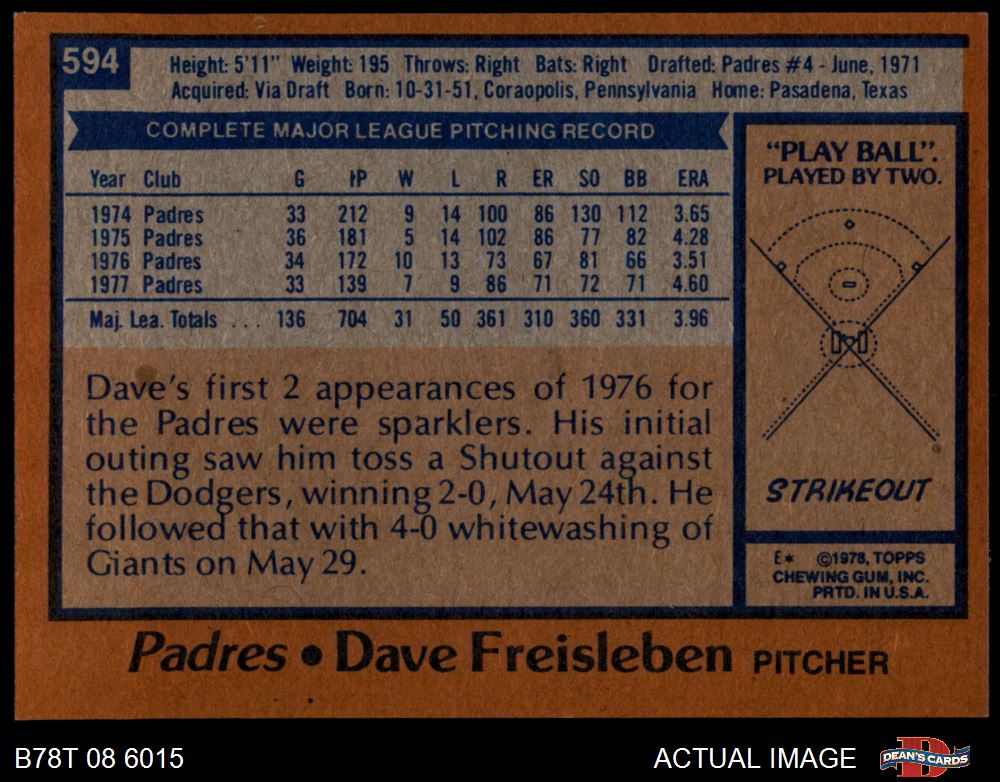 594
Height: 5'11" Weight: 195 Throws: Right Bats: Right Drafted: Padres #4 - June, 1971
Acquired: Via Draft Born: 10-31-51, Coraopolis, Pennsylvania Home: Pasadena, Texas
COMPLETE MAJOR LEAGUE PITCHING RECORD
Year Club G IP W L R ER SO BB ERA
1974 Padres 33 212 9 14 100 86 130 112 3.65
1975 Padres 36 181 5 14 102 86 77 82 4.28
1976 Padres 34 172 10 13 73 67 81 66 3.51
1977 Padres 33 139 7 9 86 71 72 71 4.60
Maj. Lea. Totals ... 136 704 31 50 361 310 360 331 3.96
Dave's first 2 appearances of 1976 for
the Padres were sparklers. His initial
outing saw him toss a Shutout against
the Dodgers, winning 2-0, May 24th. He
followed that with 4-0 whitewashing of
Giants on May 29.
"PLAY BALL".
PLAYED BY TWO.
STRIKEOUT
E* ©1978, TOPPS
CHEWING GUM, INC.
PRTD. IN U.S.A.
Padres • Dave Freisleben PITCHER
B78T 08 6015
ACTUAL IMAGE
D
DEAN'S CARDS